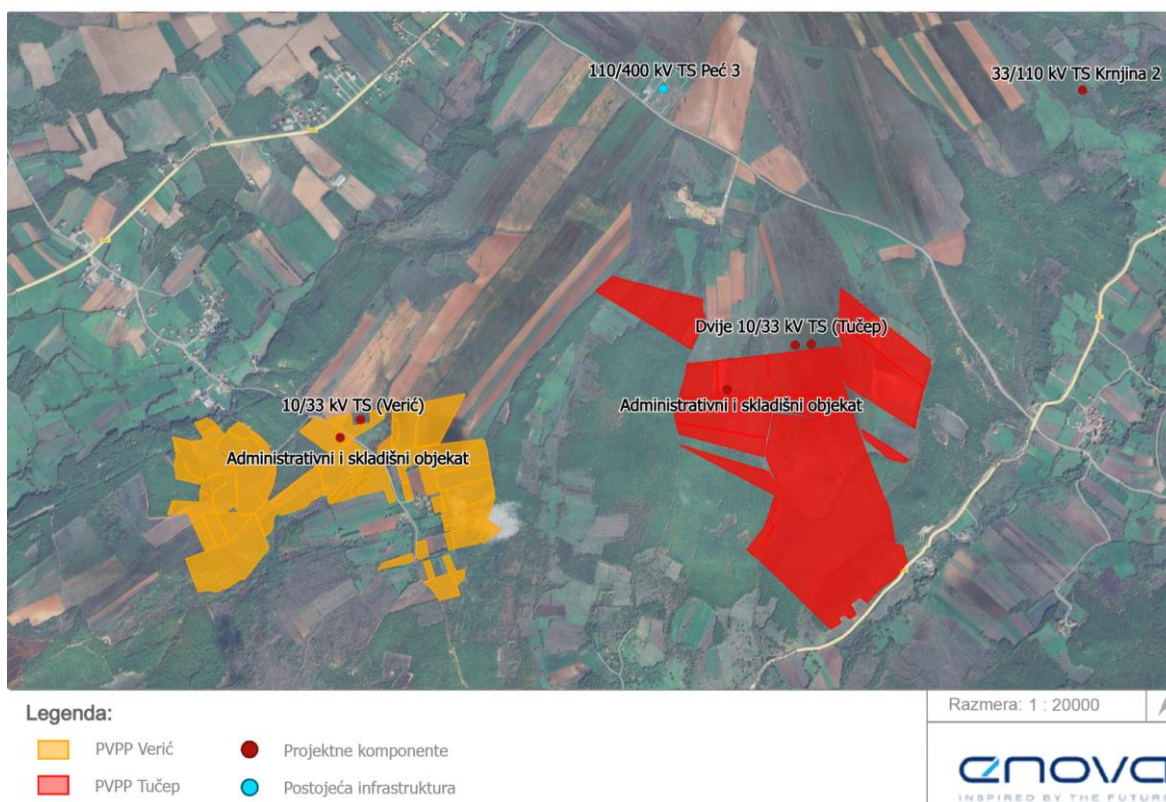 110/400 kV TS Peć 3
33/110 kV TS Krnjina 2
Dvije 10/33 kV TS (Tučep)
Administrativni i skladišni objekat
10/33 kV TS (Verić)
Administrativni i skladišni objekat
Legenda:
PVPP Verić
Projektne komponente
PVPP Tučep
Postojeća infrastruktura
Razmera: 1 : 20000
enova
INSPIRED BY THE FUTURE